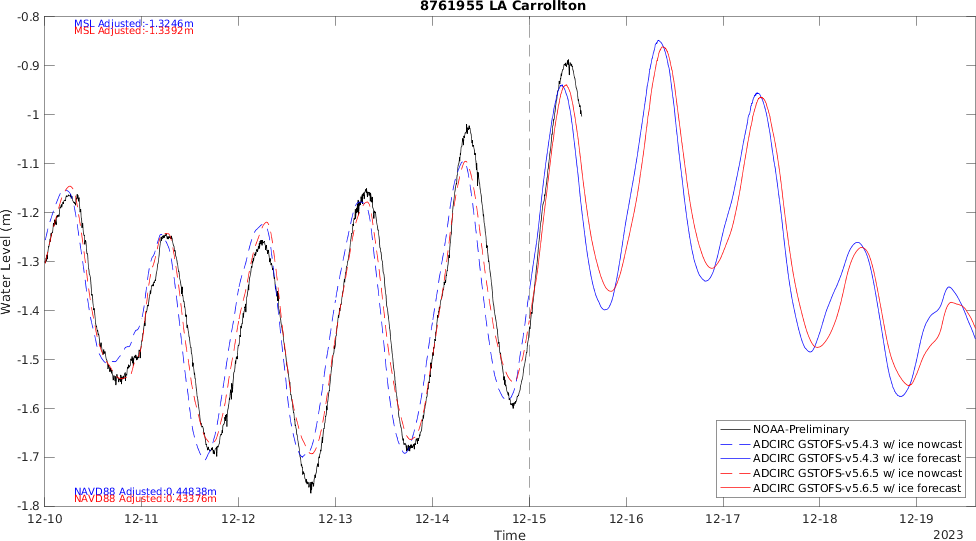 8761955 LA Carrollton
MSL Adjusted:-1.3246m
MSL Adjusted:-1.3392m
-0.8
-0.9
-1
-1.1
-1.2
-1.3
-1.4
-1.5
-1.6
-1.7
-1.8
Water Level (m)
NOAA-Preliminary
ADCIRC GSTOFS-v5.4.3 w/ ice nowcast
ADCIRC GSTOFS-v5.4.3 w/ ice forecast
ADCIRC GSTOFS-v5.6.5 w/ ice nowcast
ADCIRC GSTOFS-v5.6.5 w/ ice forecast
NAVD88 Adjusted:0.44838m
NAVD88 Adjusted:0.43376m
12-10 12-11 12-12 12-13 12-14 12-15 12-16 12-17 12-18 12-19
Time
2023